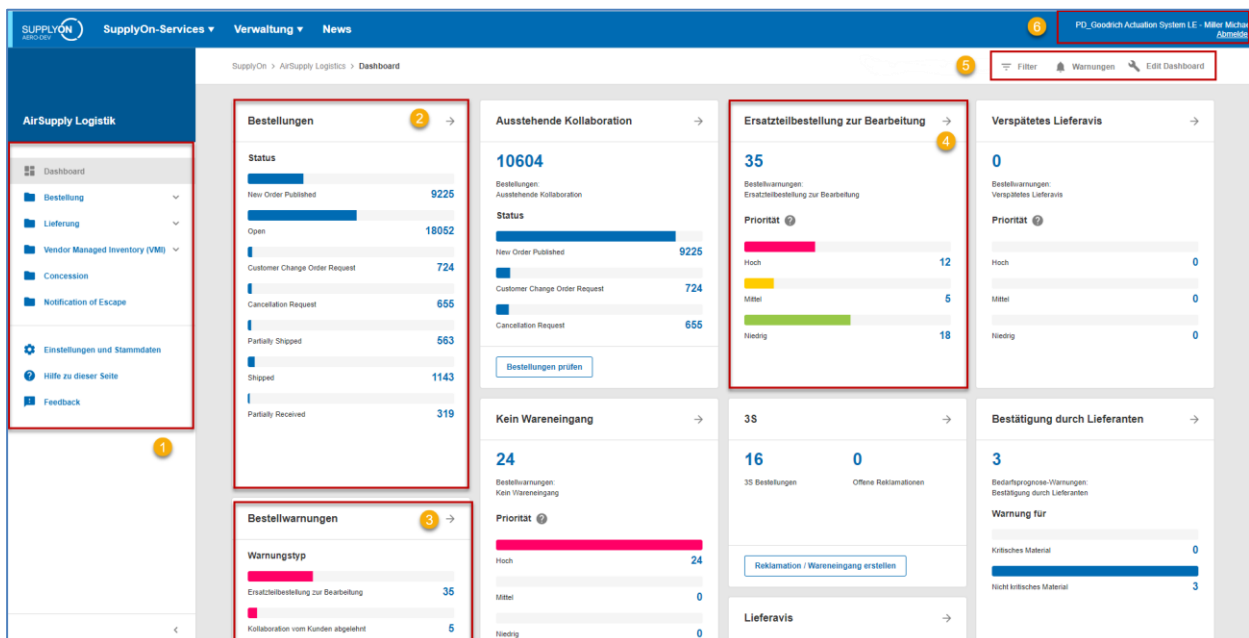 SUPPLYON
AERO-DEV
SupplyOn-Services
Verwaltung
News
6
PD_Goodrich Actuation System LE - Miller Michae
Abmelde
SupplyOn > AirSupply Logistics > Dashboard
5
Filter
Warnungen
Edit Dashboard
AirSupply Logistik
Dashboard
Bestellung
Lieferung
Vendor Managed Inventory (VMI)
Concession
Notification of Escape
Einstellungen und Stammdaten
Hilfe zu dieser Seite
Feedback
1
Bestellungen
2
Status
New Order Published 9225
Open 18052
Customer Change Order Request 724
Cancellation Request 655
Partially Shipped 563
Shipped 1143
Partially Received 319
Bestellwarnungen
3
Warnungstyp
Ersatzteilbestellung zur Bearbeitung 35
Kollaboration vom Kunden abgelehnt 5
Ausstehende Kollaboration
10604
Bestellungen:
Ausstehende Kollaboration
Status
New Order Published 9225
Customer Change Order Request 724
Cancellation Request 655
Bestellungen prüfen
Kein Wareneingang
24
Bestellwarnungen:
Kein Wareneingang
Priorität ?
Hoch 24
Mittel 0
Niedrig 0
Ersatzteilbestellung zur Bearbeitung
4
35
Bestellwarnungen:
Ersatzteilbestellung zur Bearbeitung
Priorität ?
Hoch 12
Mittel 5
Niedrig 18
3S
16 0
3S Bestellungen Offene Reklamationen
Reklamation / Wareneingang erstellen
Lieferavis
Verspätetes Lieferavis
0
Bestellwarnungen:
Verspätetes Lieferavis
Priorität ?
Hoch 0
Mittel 0
Niedrig 0
Bestätigung durch Lieferanten
3
Bedarfsprognose-Warnungen:
Bestätigung durch Lieferanten
Warnung für
Kritisches Material 0
Nicht kritisches Material 3